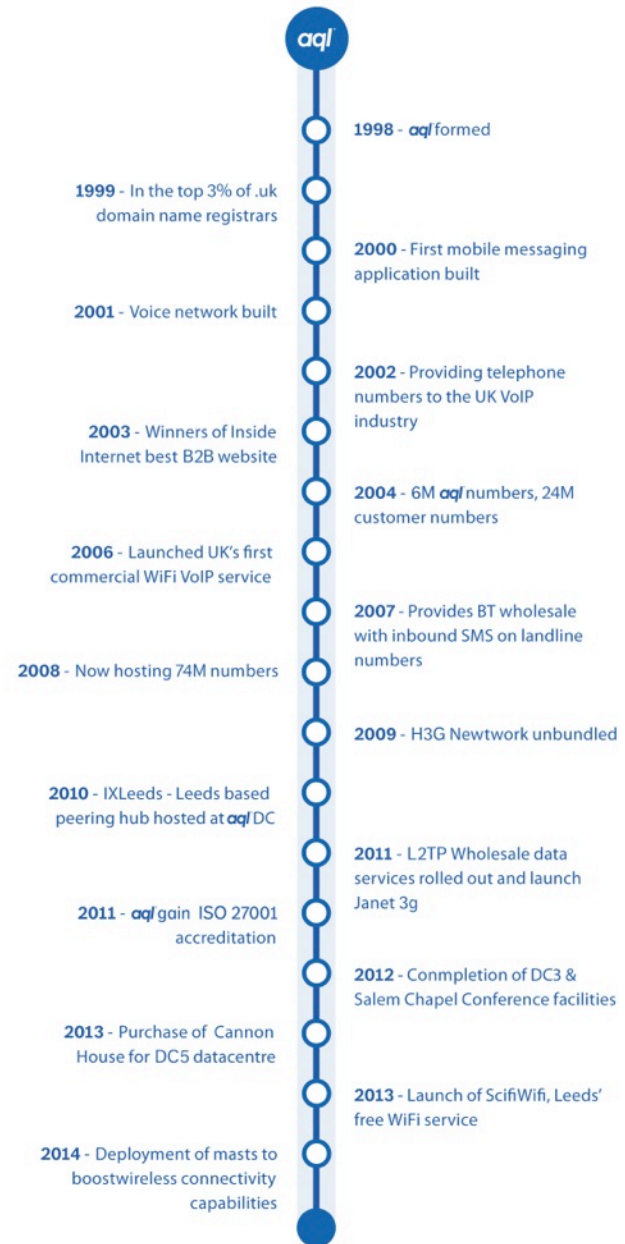 aql
1998 - aql formed
1999 - In the top 3% of .uk
domain name registrars
2000 - First mobile messaging
application built
2001 - Voice network built
2002 - Providing telephone
numbers to the UK VoIP
industry
2003 - Winners of Inside
Internet best B2B website
2004 - 6M aql numbers, 24M
customer numbers
2006 - Launched UK's first
commercial WiFi VoIP service
2007 - Provides BT wholesale
with inbound SMS on landline
numbers
2008 - Now hosting 74M numbers
2009 - H3G Newtwork unbundled
2010 - IXLeeds - Leeds based
peering hub hosted at aql DC
2011 - L2TP Wholesale data
services rolled out and launch
Janet 3g
2011 - aql gain ISO 27001
accreditation
2012 - Conmpletion of DC3 &
Salem Chapel Conference facilities
2013 - Purchase of Cannon
House for DC5 datacentre
2013 - Launch of ScifiWifi, Leeds'
free WiFi service
2014 - Deployment of masts to
boostwireless connectivity
capabilities